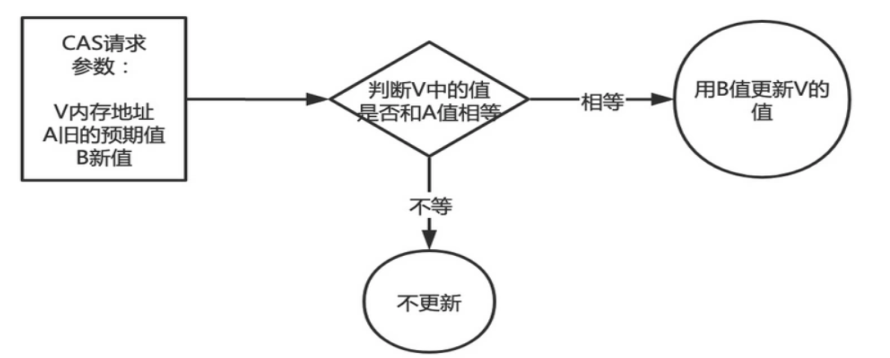 CAS请求
参数：
V内存地址
A旧的预期值
B新值
判断V中的值
是否和A值相等
相等
用B值更新V的
值
不等
不更新